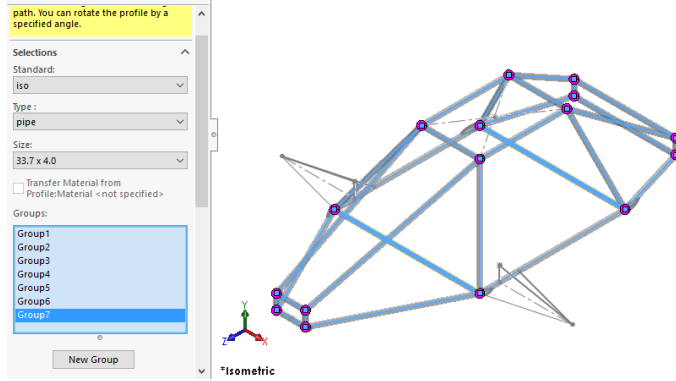 path. You can rotate the profile by a
specified angle.
Selections
Standard:
iso
Type :
pipe
Size:
33.7 x 4.0
Transfer Material from
Profile:Material <not specified>
Groups:
Group1
Group2
Group3
Group4
Group5
Group6
Group7
New Group
Y
Z
X
*Isometric